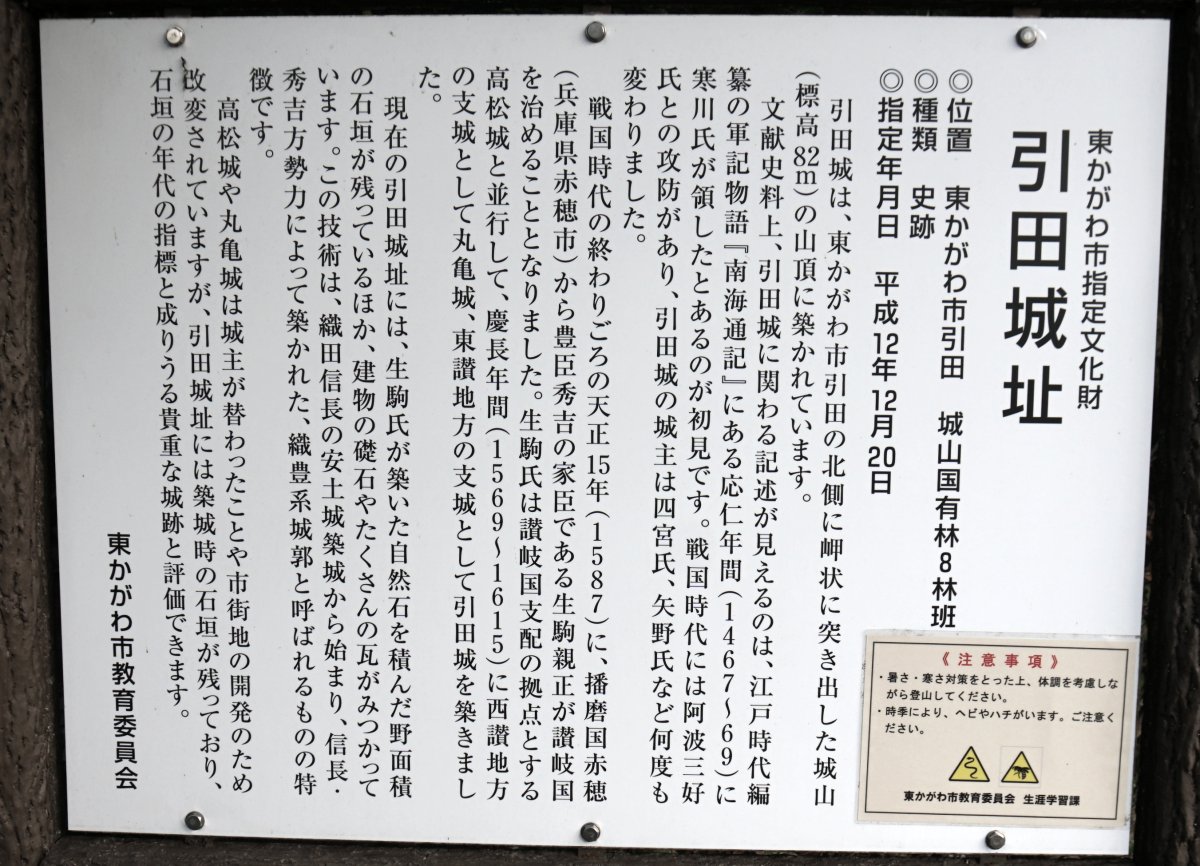 東かがわ市指定文化財
引田城址
◎位置　東かがわ市引田　城山国有林８林班
◎種類　史跡
◎指定年月日　平成12年12月20日
引田城は、東かがわ市引田の北側に岬状に突き出した城山
（標高82m）の山頂に築かれています。
文献史料上、引田城に関わる記述が見えるのは、江戸時代編
纂の軍記物語『南海通記』にある応仁年間（1467～69）に
寒川氏が領したとあるのが初見です。戦国時代には阿波三好
氏との攻防があり、引田城の城主は四宮氏、矢野氏など何度も
変わりました。
戦国時代の終わりごろの天正15年（1587）に、播磨国赤穂
（兵庫県赤穂市）から豊臣秀吉の家臣である生駒親正が讃岐国
を治めることとなりました。生駒氏は讃岐国支配の拠点とする
高松城と並行して、慶長年間（1569～1615）に西讃地方
の支城として丸亀城、東讃地方の支城として引田城を築きまし
た。
現在の引田城址には、生駒氏が築いた自然石を積んだ野面積
の石垣が残っているほか、建物の礎石やたくさんの瓦がみつかって
います。この技術は、織田信長の安土城築城から始まり、信長・
秀吉方勢力によって築かれた、織豊系城郭と呼ばれるものの特
徴です。
高松城や丸亀城は城主が替わったことや市街地の開発のため
改変されていますが、引田城址には築城時の石垣が残っており、
石垣の年代の指標と成りうる貴重な城跡と評価できます。
東かがわ市教育委員会
《注意事項》
・暑さ・寒さ対策をとった上、体調を考慮しな
がら登山してください。
・時季により、ヘビやハチがいます。ご注意く
ださい。
東かがわ市教育委員会　生涯学習課